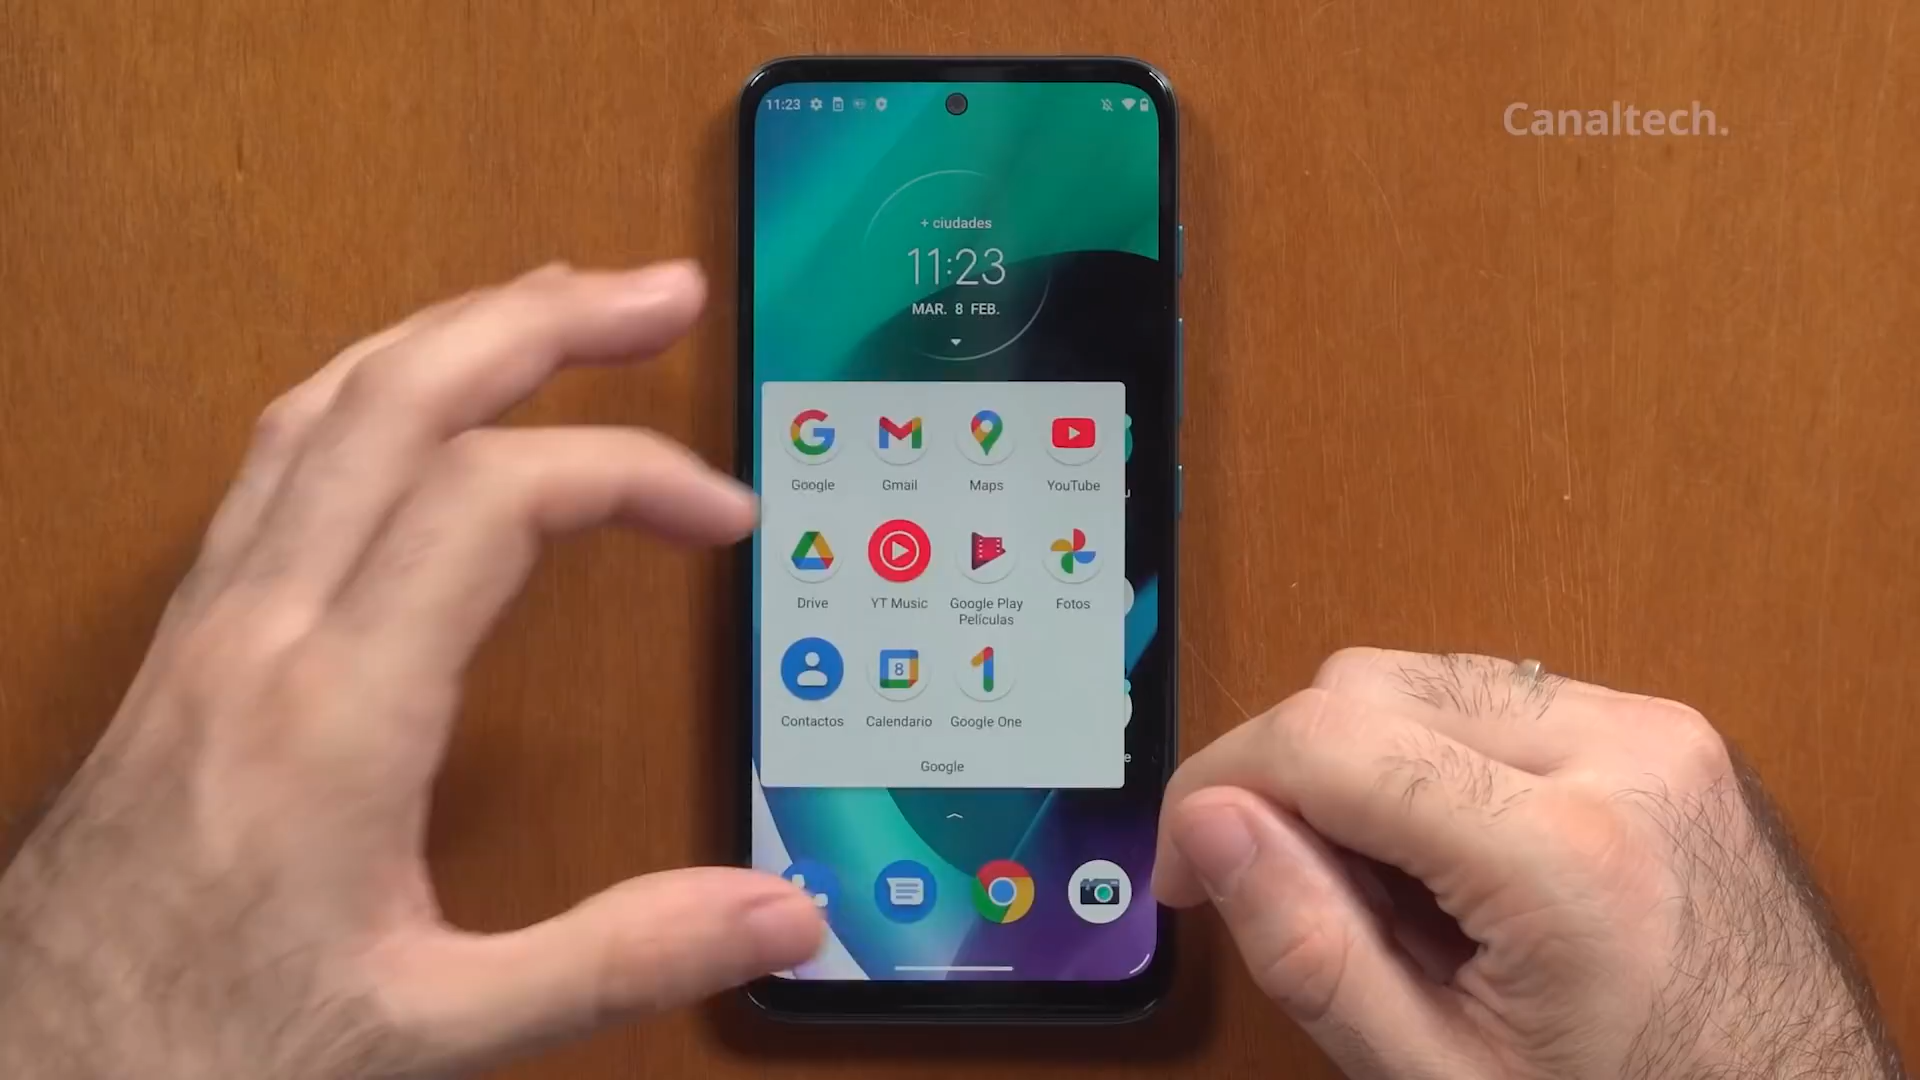 11:23
Canaltech.
+ ciudades
11:23
MAR. 8 FEB.
Google
Gmail
Maps
YouTube
Drive
YT Music
Google Play
Películas
Fotos
Contactos
8
Calendario
Google One
Google